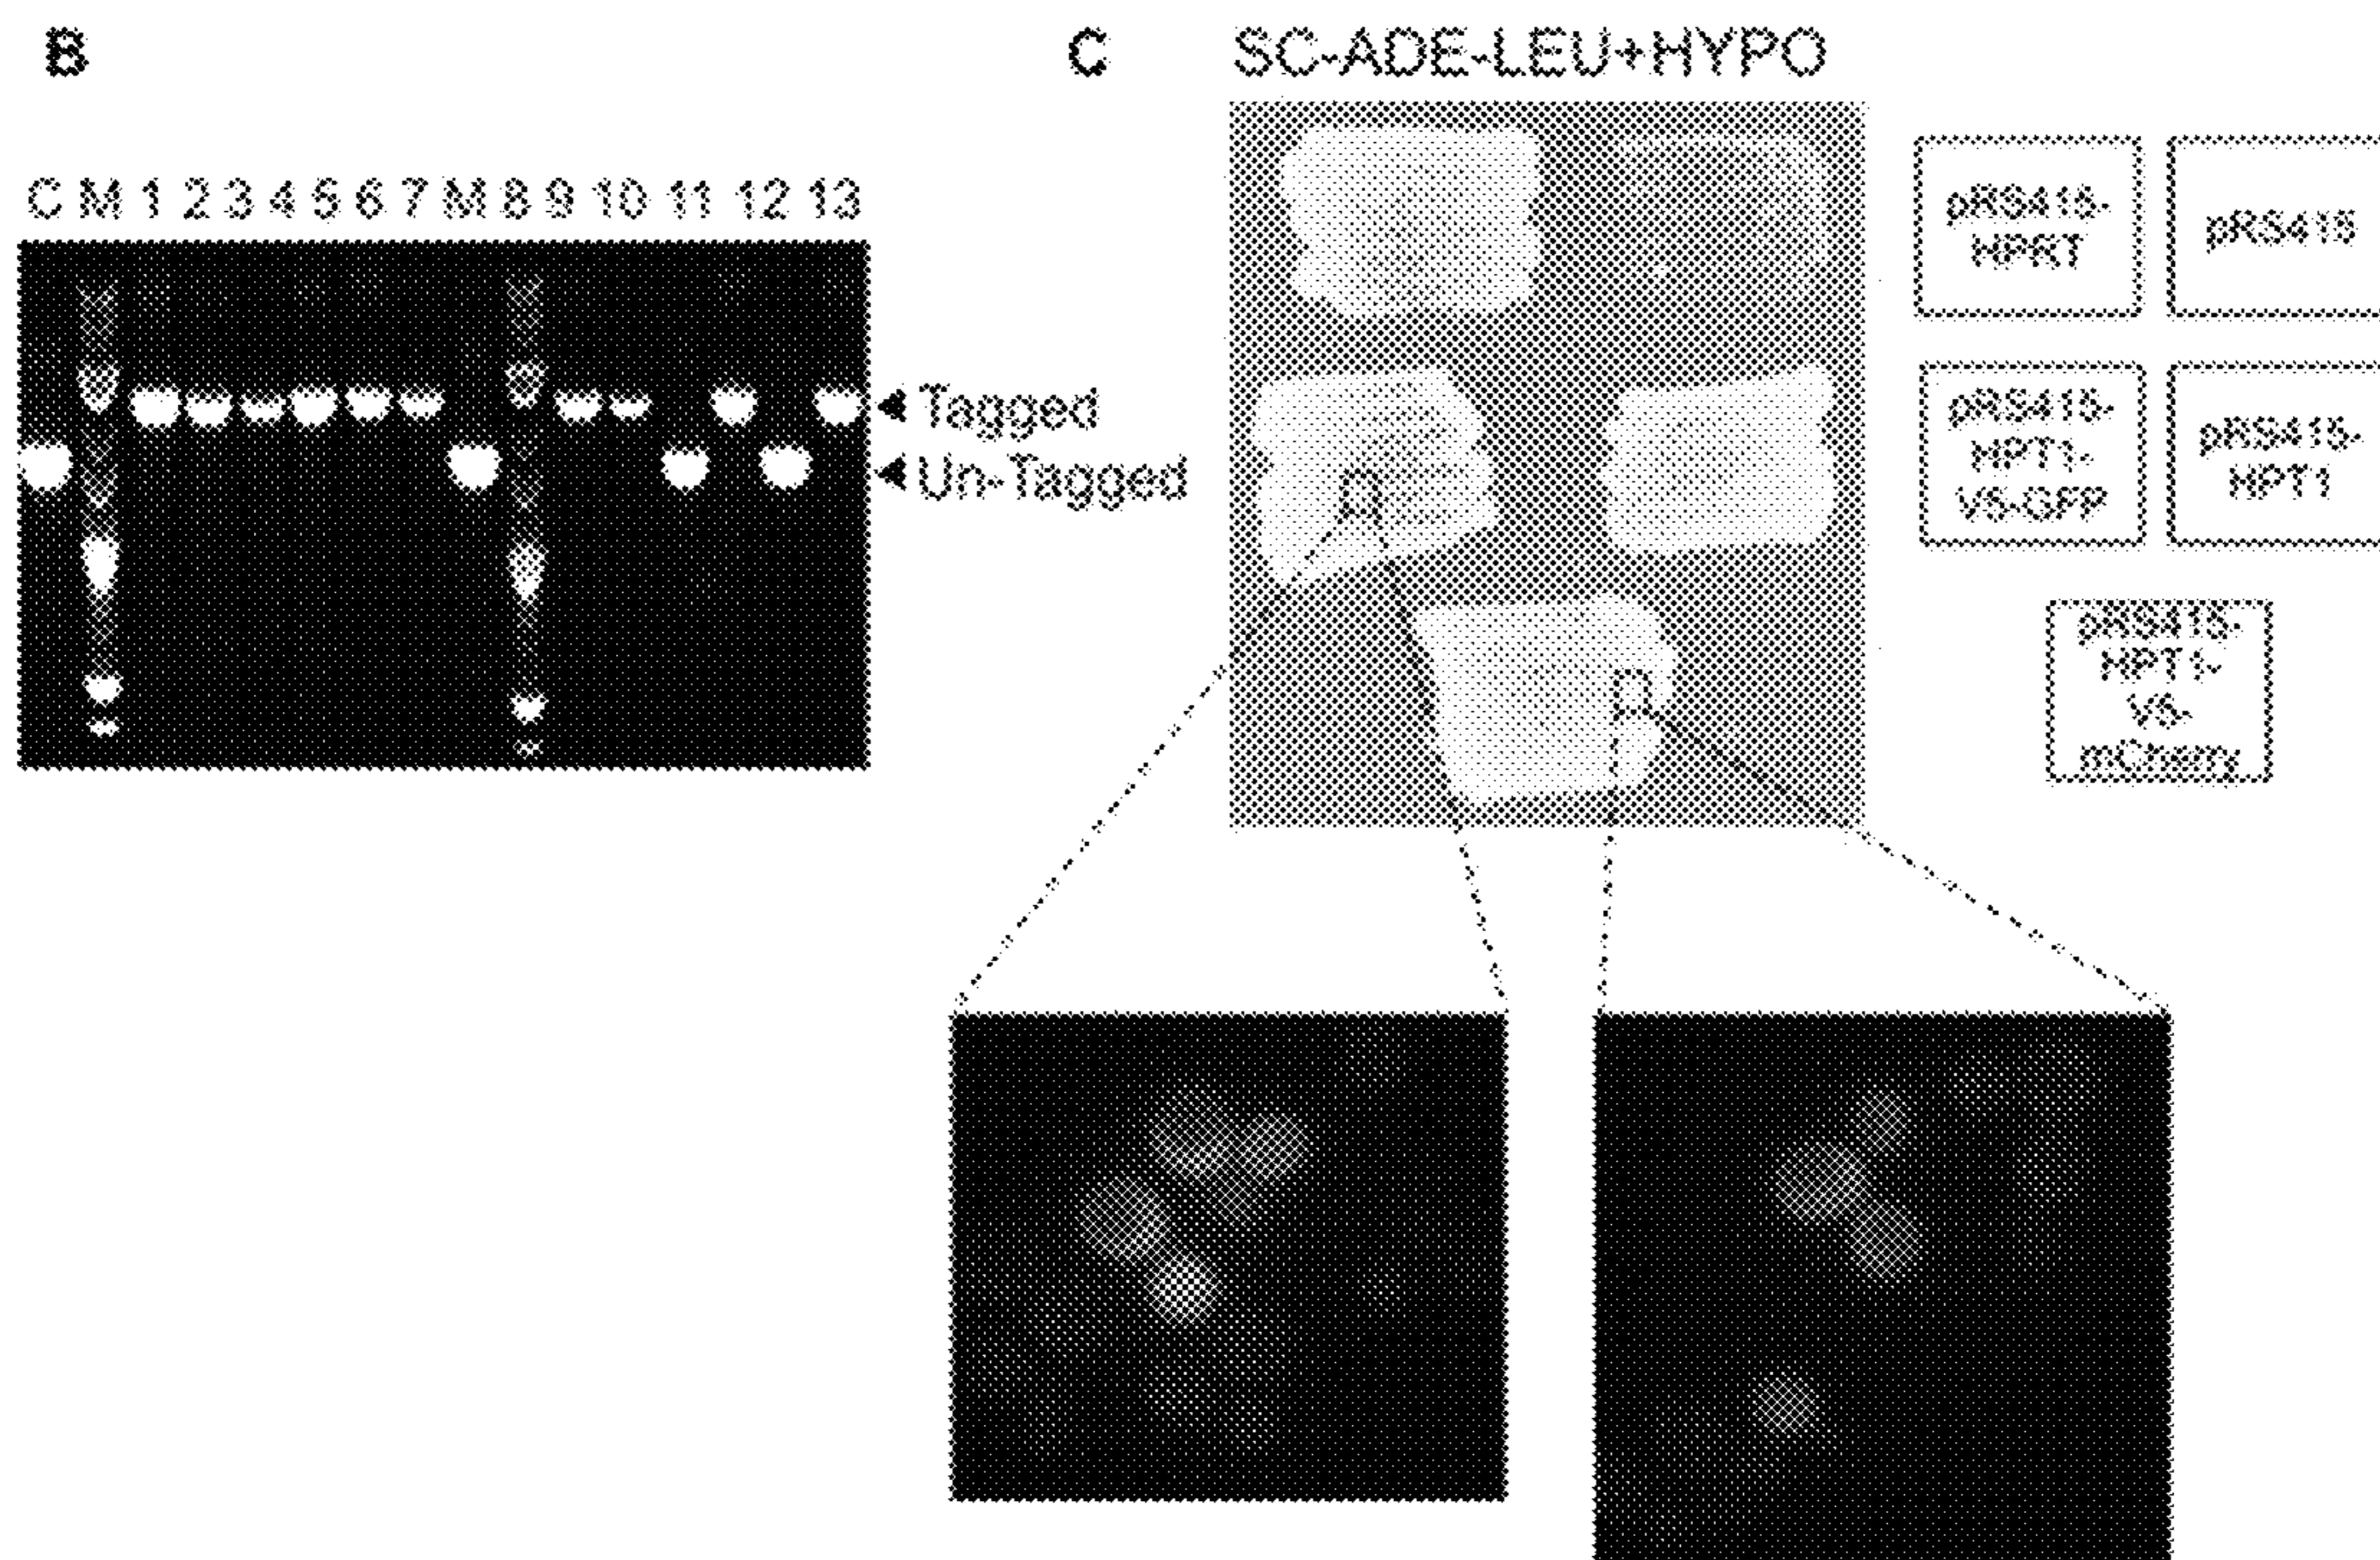 B
C M 1 2 3 4 5 6 7 M 8 9 10 11 12 13
Tagged
Un-Tagged
C
SC-ADE-LEU+HYPO
pRS415-
HPRT
pRS415
pRS415-
HPT1-
V5-GFP
pRS415-
HPT1
pRS415-
HPT1-
V5-
mCherry